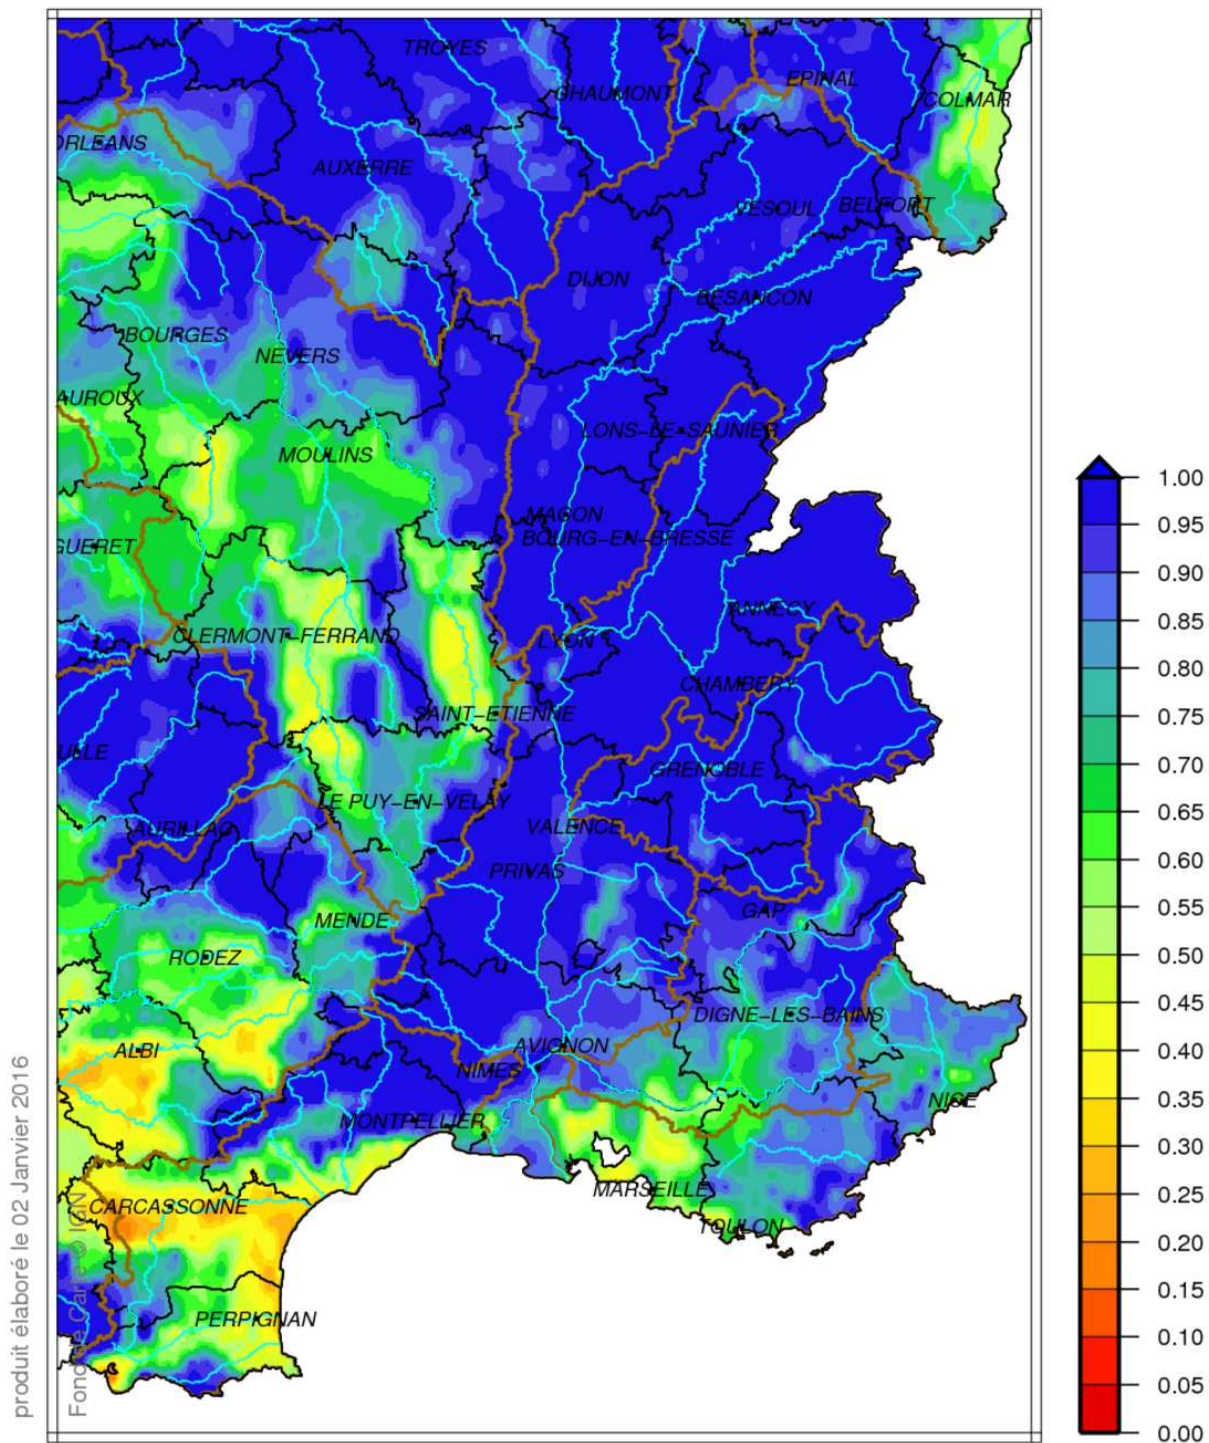 TROYES
CHAUMONT
EPINAL
COLMAR
ORLEANS
AUXERRE
VESOUL
BELFORT
DIJON
BESANCON
BOURGES
NEVERS
AUROUX
LONS-LE-SAUNIER
MOULINS
MACON
BOURG-EN-BRESSE
GUERET
ANNECY
CLERMONT-FERRAND
LYON
CHAMBERY
SAINT-ETIENNE
ULLE
GRENOBLE
LE PUY-EN-VELAY
AURILLAC
VALENCE
PRIVAS
GAP
MENDE
RODEZ
DIGNE-LES-BAINS
ALBI
AVIGNON
NIMES
NICE
MONTPELLIER
MARSEILLE
CARCASSONNE
TOULON
PERPIGNAN
1.00
0.95
0.90
0.85
0.80
0.75
0.70
0.65
0.60
0.55
0.50
0.45
0.40
0.35
0.30
0.25
0.20
0.15
0.10
0.05
0.00
produit élaboré le 02 Janvier 2016
Fond de Carte © IGN